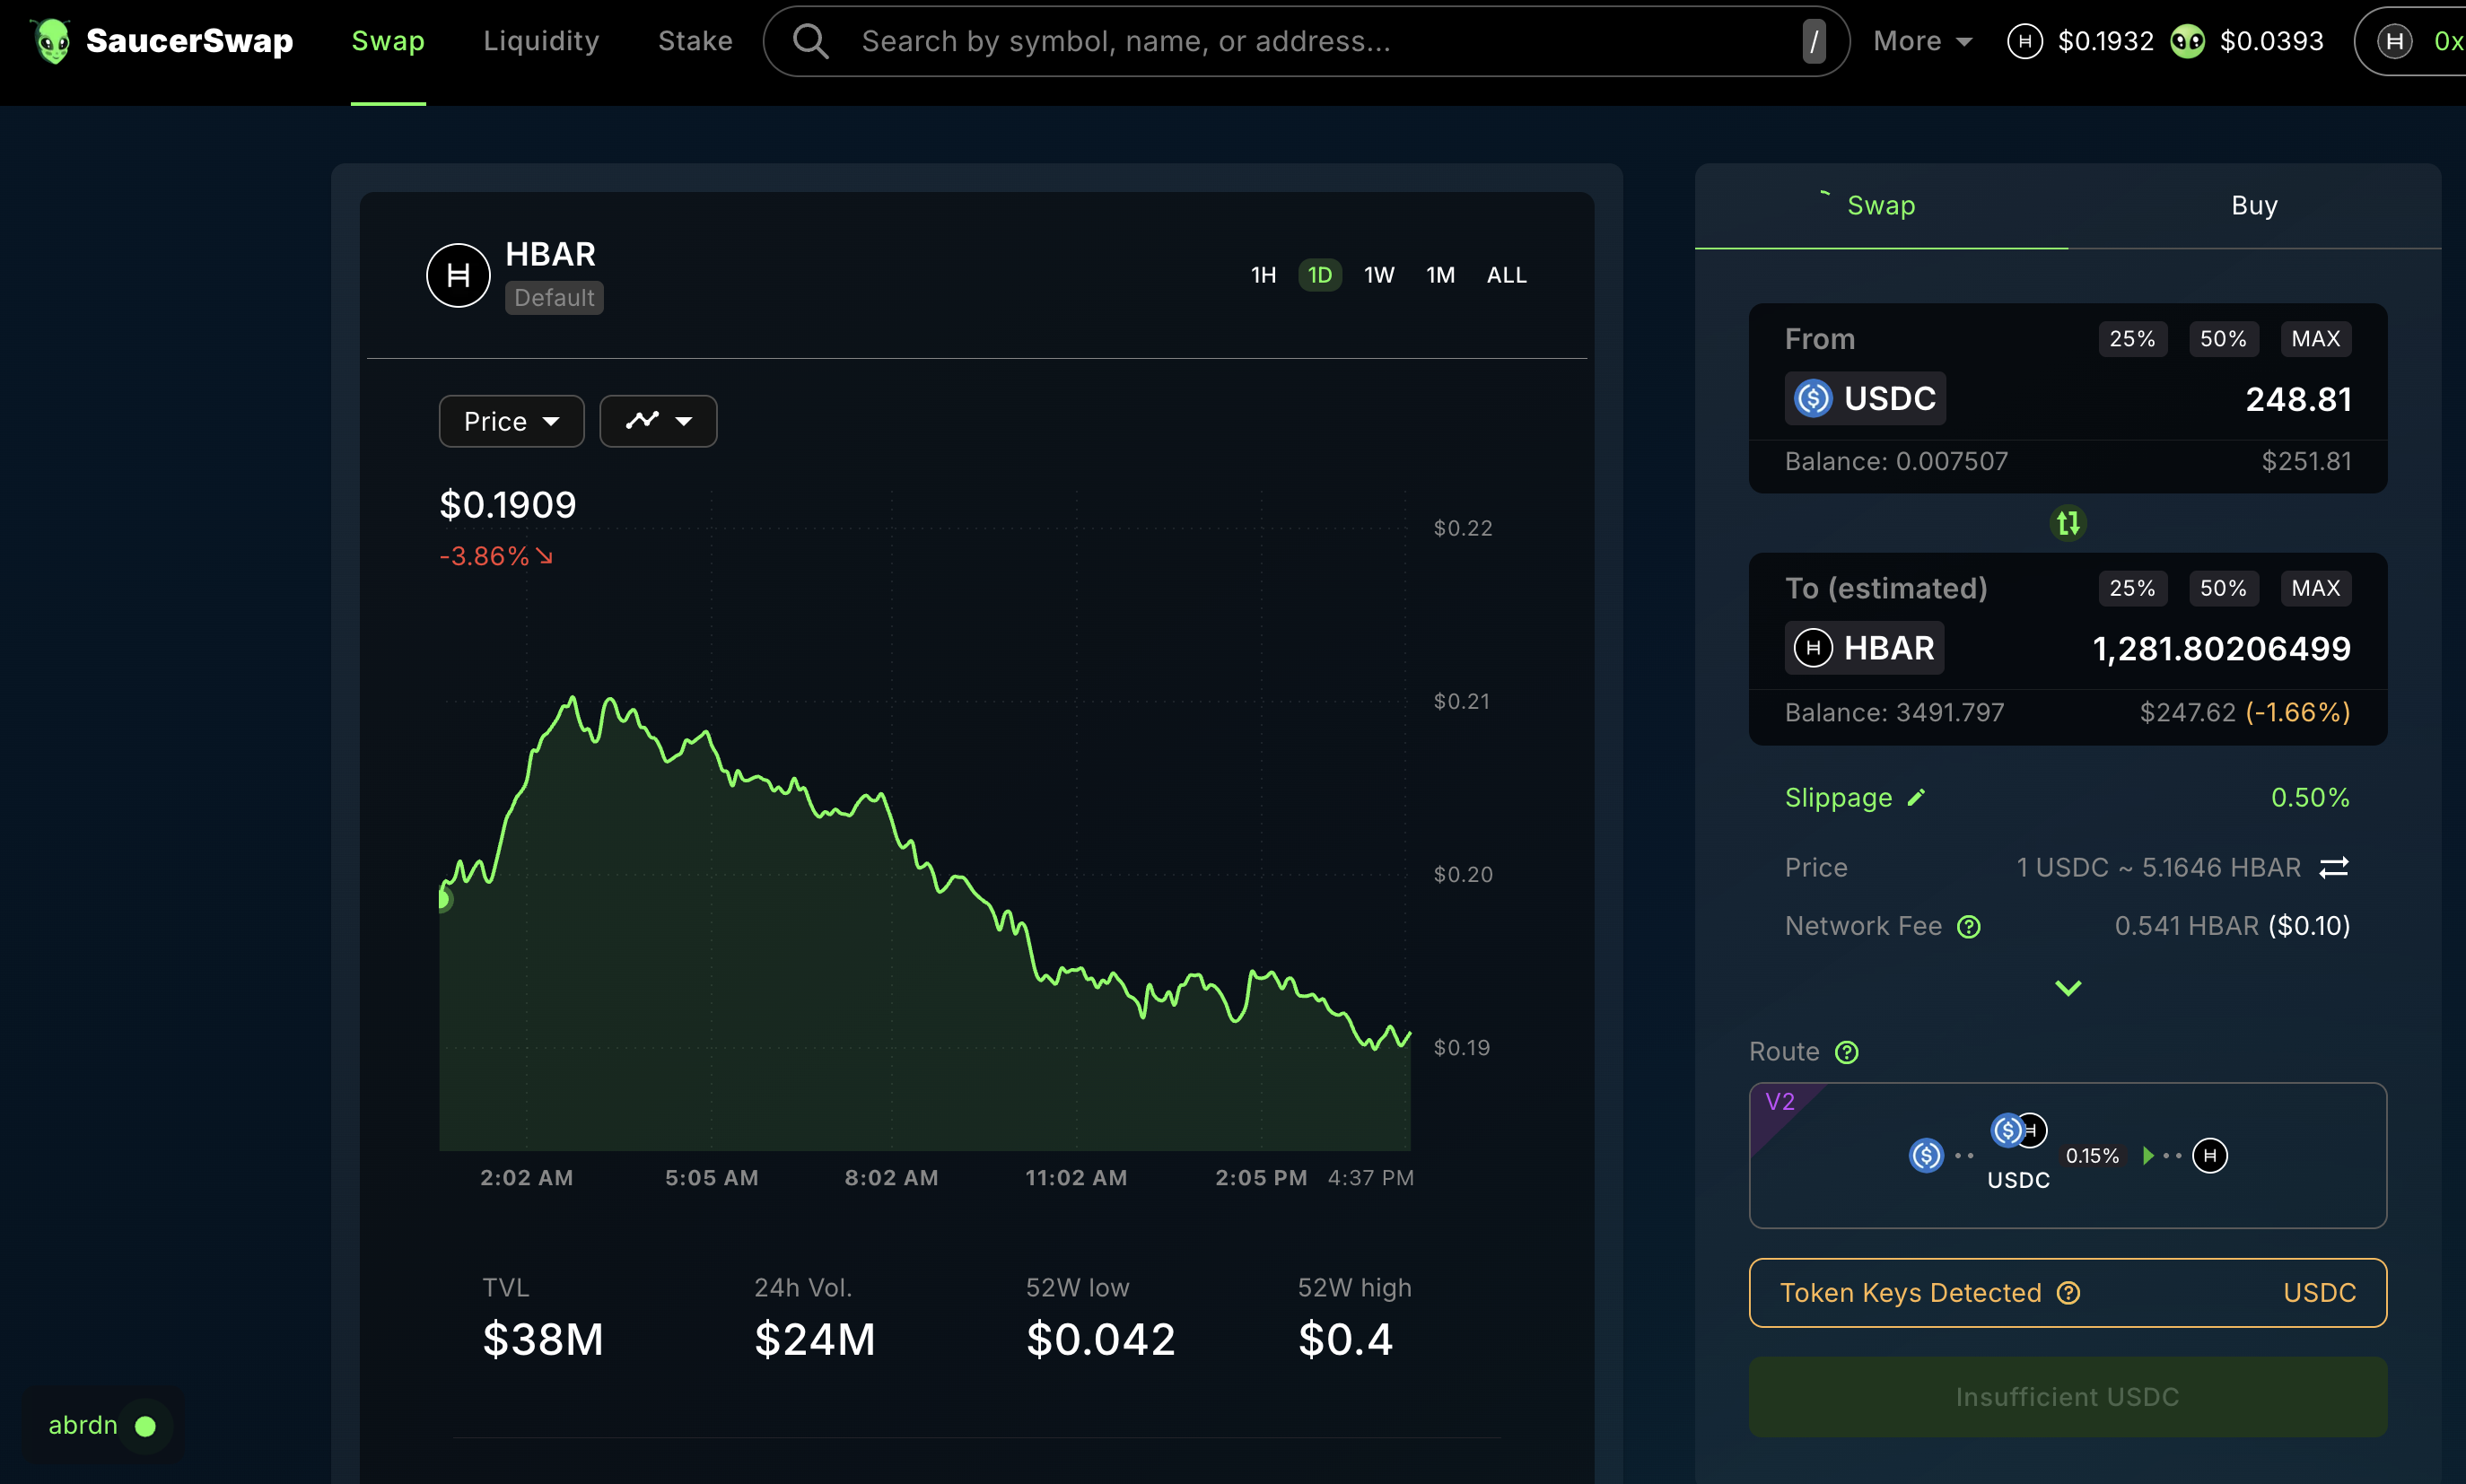 SaucerSwap Swap Liquidity Stake Search by symbol, name, or address... / More $0.1932 $0.0393 0x
HBAR
Default
1H 1D 1W 1M ALL
Price
$0.1909
-3.86%
$0.22
$0.21
$0.20
$0.19
2:02 AM 5:05 AM 8:02 AM 11:02 AM 2:05 PM 4:37 PM
TVL 24h Vol. 52W low 52W high
$38M $24M $0.042 $0.4
abrdn
Swap Buy
From 25% 50% MAX
USDC 248.81
Balance: 0.007507 $251.81
To (estimated) 25% 50% MAX
HBAR 1,281.80206499
Balance: 3491.797 $247.62 (-1.66%)
Slippage 0.50%
Price 1 USDC ~ 5.1646 HBAR
Network Fee ? 0.541 HBAR ($0.10)
Route ?
V2
USDC 0.15%
Token Keys Detected ? USDC
Insufficient USDC